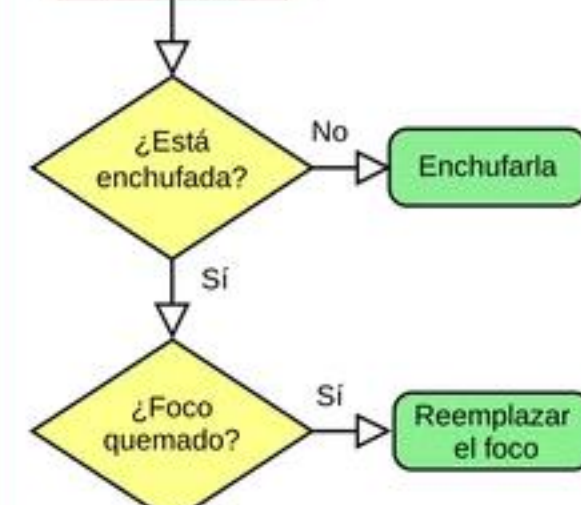 ¿Está
enchufada?
No
Enchufarla
Sí
¿Foco
quemado?
Sí
Reemplazar
el foco